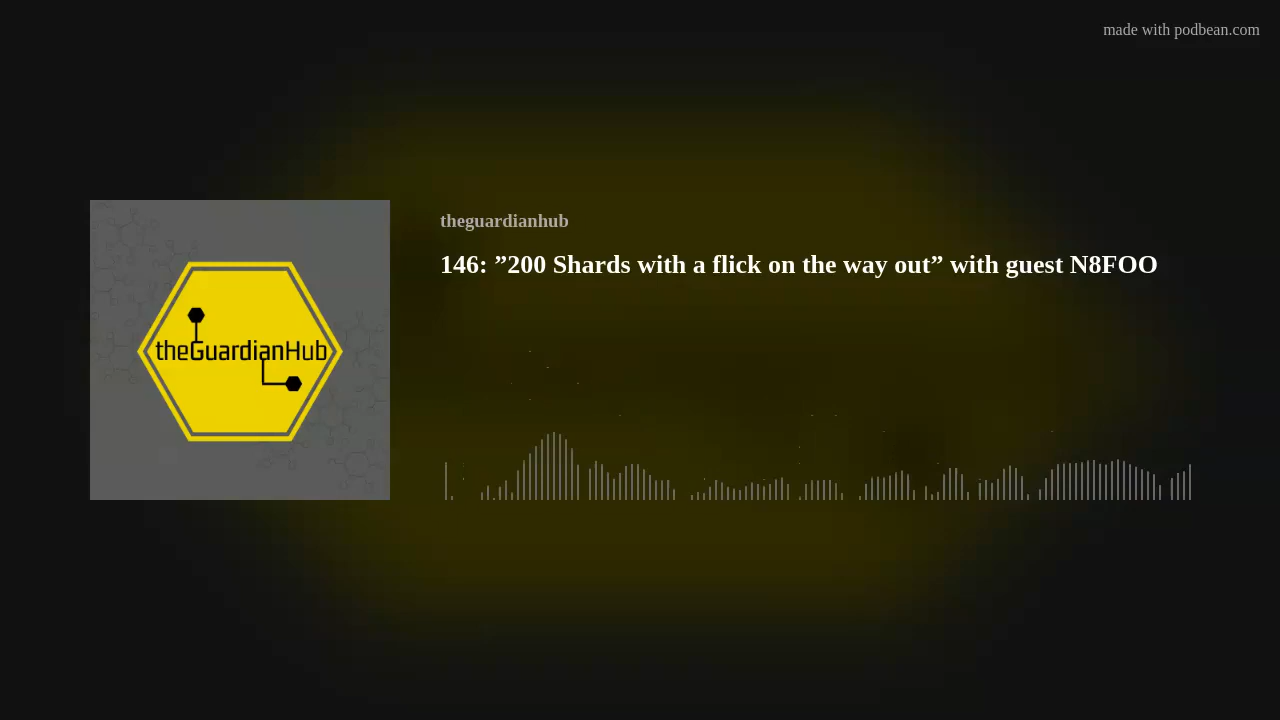 made with podbean.com
theguardianhub
146: ”200 Shards with a flick on the way out” with guest N8FOO
theGuardianHub